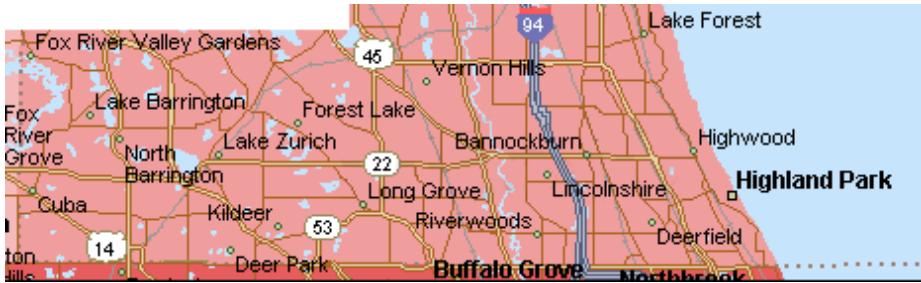 94
Lake Forest
Fox River Valley Gardens
45
Vernon Hills
Lake Barrington
Forest Lake
Fox
River
Grove
North
Barrington
Lake Zurich
Bannockburn
Highwood
22
Lincolnshire
Highland Park
Cuba
Long Grove
Kildeer
53
Riverwoods
Deerfield
14
ton
Hills
Deer Park
Buffalo Grove
Northbrook